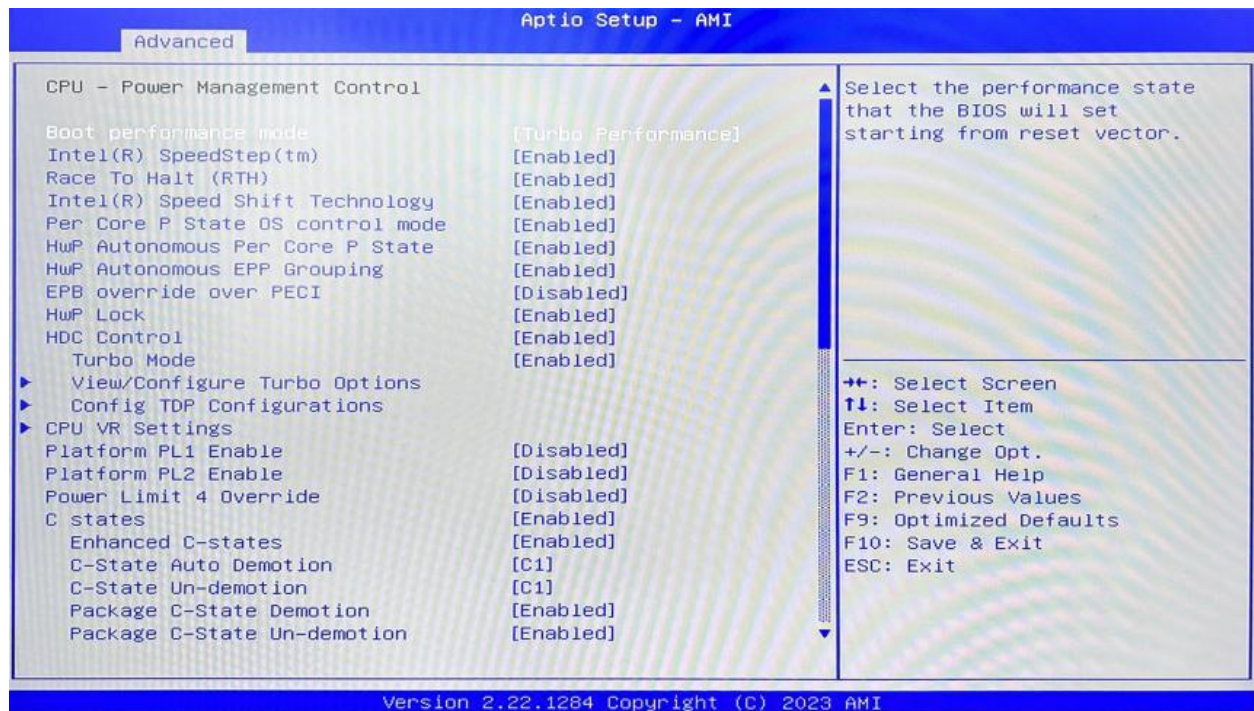 Aptio Setup – AMI
Advanced
CPU – Power Management Control
Boot performance mode [Turbo Performance]
Intel(R) SpeedStep(tm) [Enabled]
Race To Halt (RTH) [Enabled]
Intel(R) Speed Shift Technology [Enabled]
Per Core P State OS control mode [Enabled]
HwP Autonomous Per Core P State [Enabled]
HwP Autonomous EPP Grouping [Enabled]
EPB override over PECI [Disabled]
HwP Lock [Enabled]
HDC Control [Enabled]
Turbo Mode [Enabled]
View/Configure Turbo Options
Config TDP Configurations
CPU VR Settings
Platform PL1 Enable [Disabled]
Platform PL2 Enable [Disabled]
Power Limit 4 Override [Disabled]
C states [Enabled]
Enhanced C-states [Enabled]
C-State Auto Demotion [C1]
C-State Un-demotion [C1]
Package C-State Demotion [Enabled]
Package C-State Un-demotion [Enabled]
Select the performance state
that the BIOS will set
starting from reset vector.
→←: Select Screen
↑↓: Select Item
Enter: Select
+/-: Change Opt.
F1: General Help
F2: Previous Values
F9: Optimized Defaults
F10: Save & Exit
ESC: Exit
Version 2.22.1284 Copyright (C) 2023 AMI